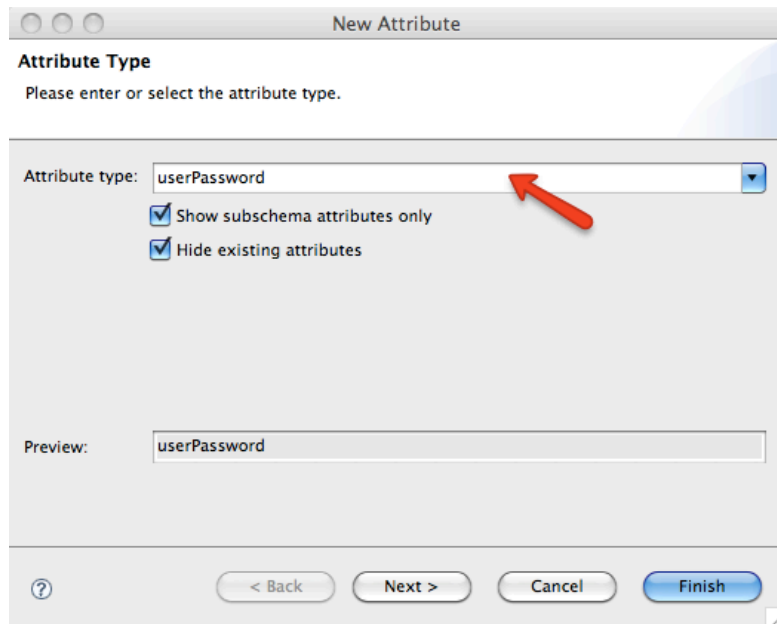 New Attribute
Attribute Type
Please enter or select the attribute type.
Attribute type: userPassword
Show subschema attributes only
Hide existing attributes
Preview: userPassword
? < Back Next > Cancel Finish